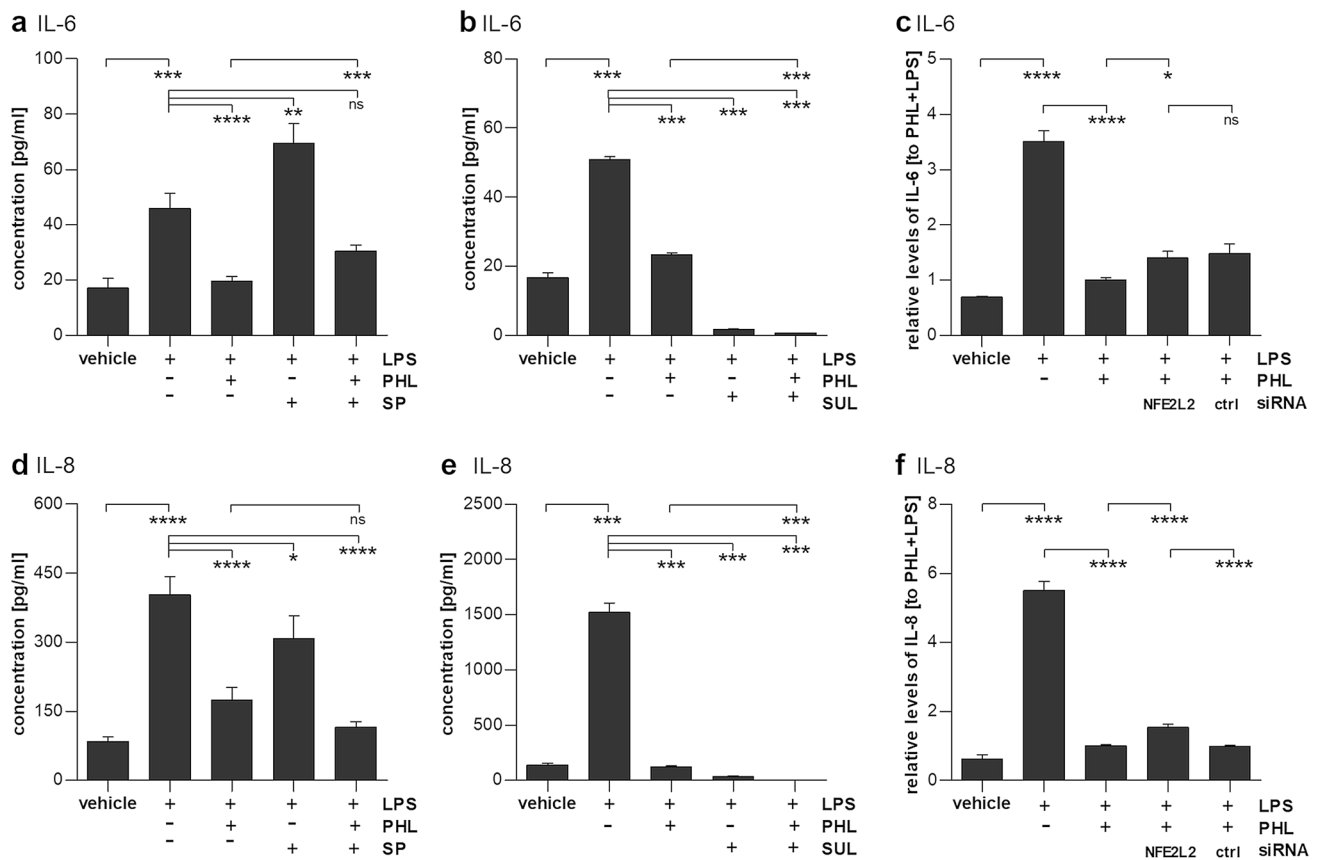 a IL-6
b IL-6
c IL-6
concentration [pg/ml]
100
80
60
40
20
0
***
***
ns
****
**
vehicle + + + + LPS
- + - + PHL
- - + + SP
concentration [pg/ml]
80
60
40
20
0
***
***
***
***
***
vehicle + + + + LPS
- + + PHL
- + + SUL
relative levels of IL-6 [to PHL+LPS]
5
4
3
2
1
0
****
*
****
ns
vehicle + + + + LPS
- + + + PHL
NFE2L2 ctrl siRNA
d IL-8
e IL-8
f IL-8
concentration [pg/ml]
600
450
300
150
0
****
ns
****
*
****
vehicle + + + + LPS
- + - + PHL
- - + + SP
concentration [pg/ml]
2500
2000
1500
1000
500
0
***
***
***
***
***
vehicle + + + + LPS
- + + PHL
+ + SUL
relative levels of IL-8 [to PHL+LPS]
8
6
4
2
0
****
****
****
****
vehicle + + + + LPS
- + + + PHL
NFE2L2 ctrl siRNA